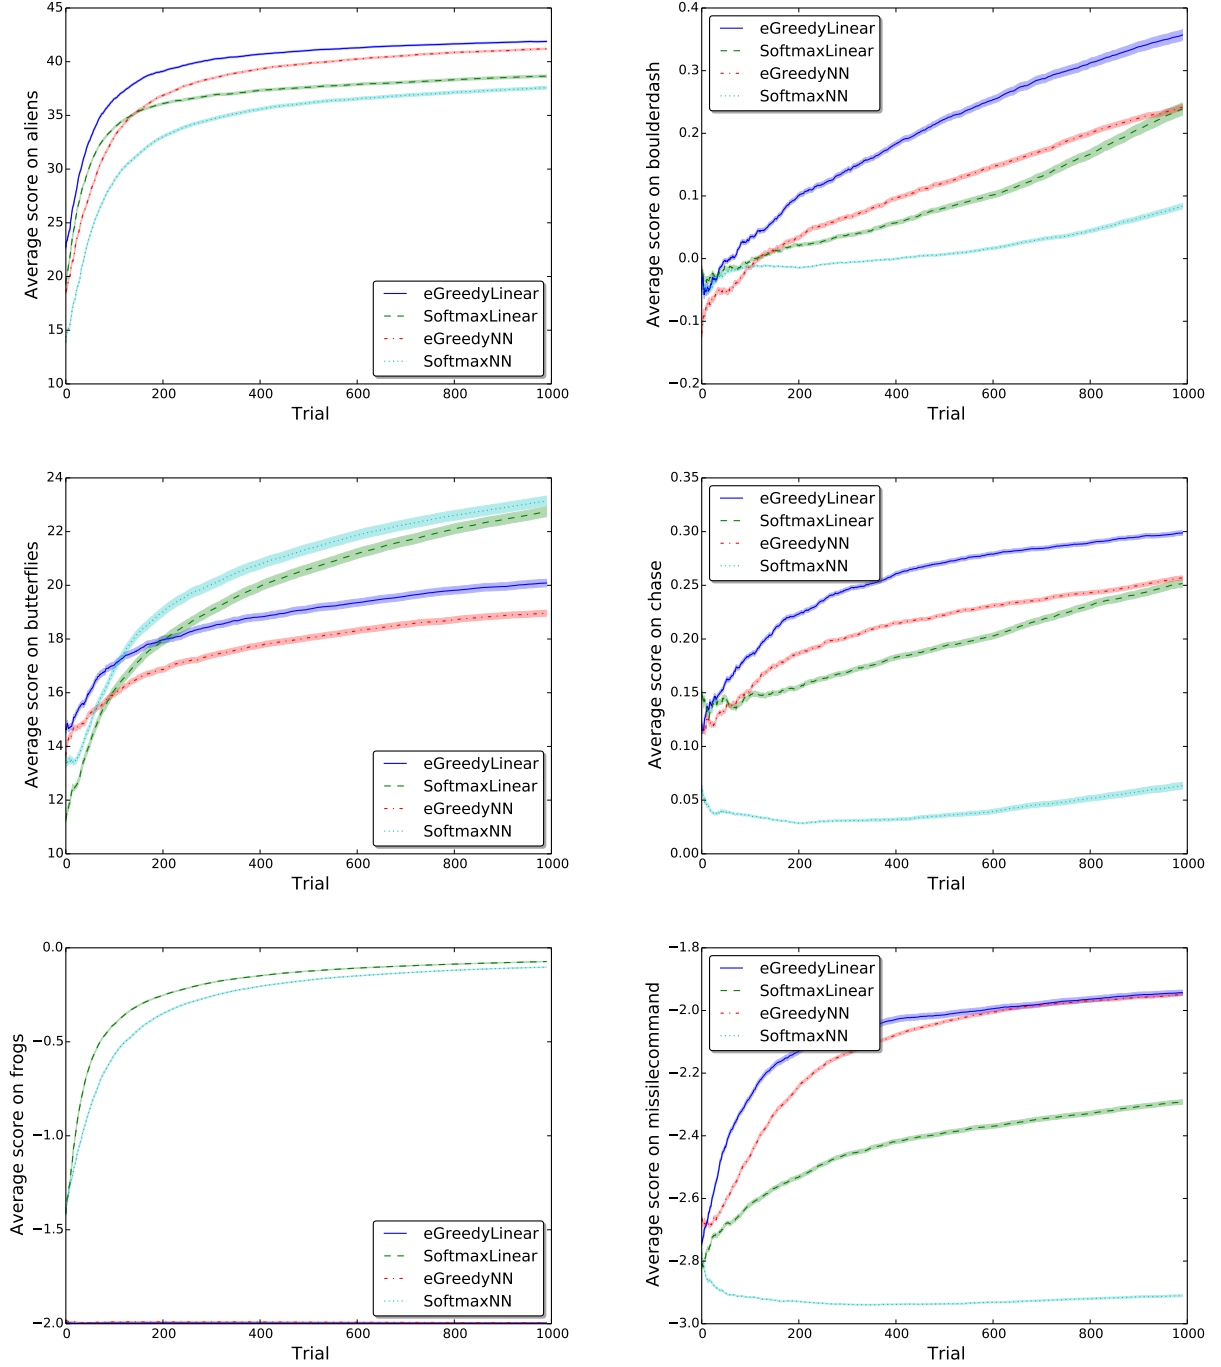 45
40
35
30
25
20
15
10
Average score on aliens
eGreedyLinear
SoftmaxLinear
eGreedyNN
SoftmaxNN
0 200 400 600 800 1000
Trial
0.4
0.3
0.2
0.1
0.0
−0.1
−0.2
Average score on boulderdash
eGreedyLinear
SoftmaxLinear
eGreedyNN
SoftmaxNN
0 200 400 600 800 1000
Trial
24
22
20
18
16
14
12
10
Average score on butterflies
eGreedyLinear
SoftmaxLinear
eGreedyNN
SoftmaxNN
0 200 400 600 800 1000
Trial
0.35
0.30
0.25
0.20
0.15
0.10
0.05
0.00
Average score on chase
eGreedyLinear
SoftmaxLinear
eGreedyNN
SoftmaxNN
0 200 400 600 800 1000
Trial
0.0
−0.5
−1.0
−1.5
−2.0
Average score on frogs
eGreedyLinear
SoftmaxLinear
eGreedyNN
SoftmaxNN
0 200 400 600 800 1000
Trial
−1.8
−2.0
−2.2
−2.4
−2.6
−2.8
−3.0
Average score on missilecommand
eGreedyLinear
SoftmaxLinear
eGreedyNN
SoftmaxNN
0 200 400 600 800 1000
Trial